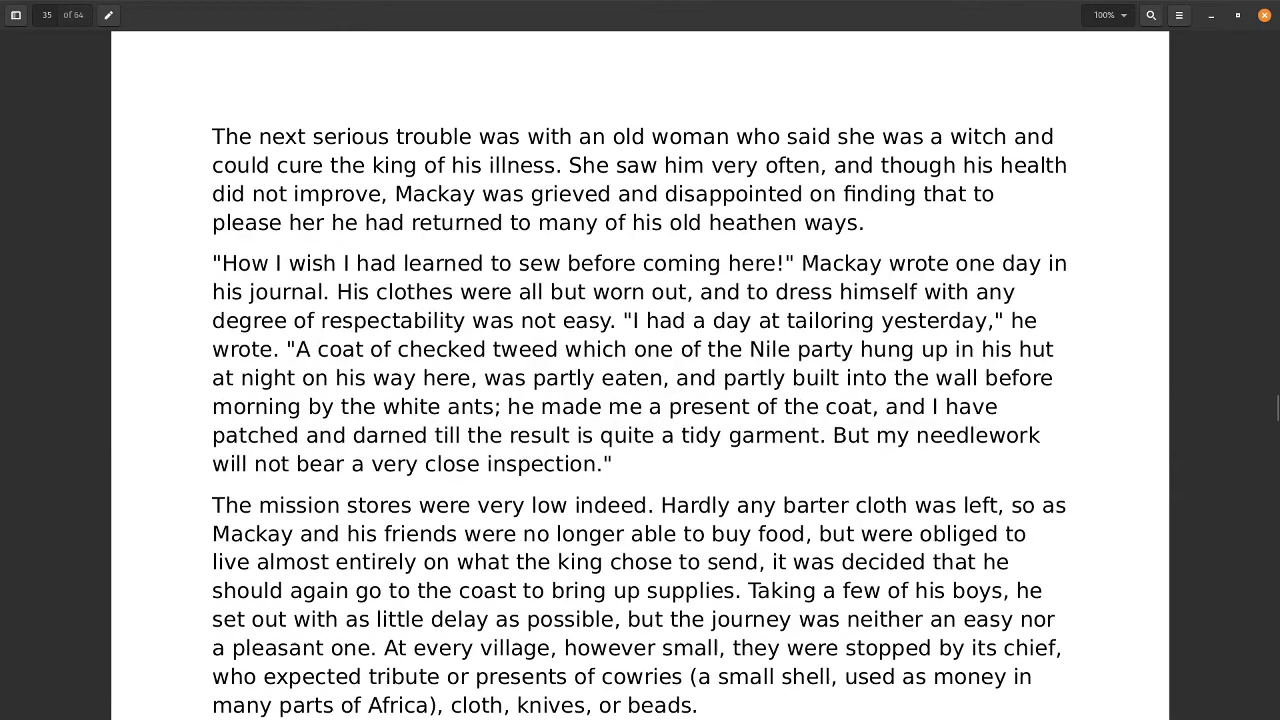 35 of 64
100%
The next serious trouble was with an old woman who said she was a witch and
could cure the king of his illness. She saw him very often, and though his health
did not improve, Mackay was grieved and disappointed on finding that to
please her he had returned to many of his old heathen ways.
"How I wish I had learned to sew before coming here!" Mackay wrote one day in
his journal. His clothes were all but worn out, and to dress himself with any
degree of respectability was not easy. "I had a day at tailoring yesterday," he
wrote. "A coat of checked tweed which one of the Nile party hung up in his hut
at night on his way here, was partly eaten, and partly built into the wall before
morning by the white ants; he made me a present of the coat, and I have
patched and darned till the result is quite a tidy garment. But my needlework
will not bear a very close inspection."
The mission stores were very low indeed. Hardly any barter cloth was left, so as
Mackay and his friends were no longer able to buy food, but were obliged to
live almost entirely on what the king chose to send, it was decided that he
should again go to the coast to bring up supplies. Taking a few of his boys, he
set out with as little delay as possible, but the journey was neither an easy nor
a pleasant one. At every village, however small, they were stopped by its chief,
who expected tribute or presents of cowries (a small shell, used as money in
many parts of Africa), cloth, knives, or beads.